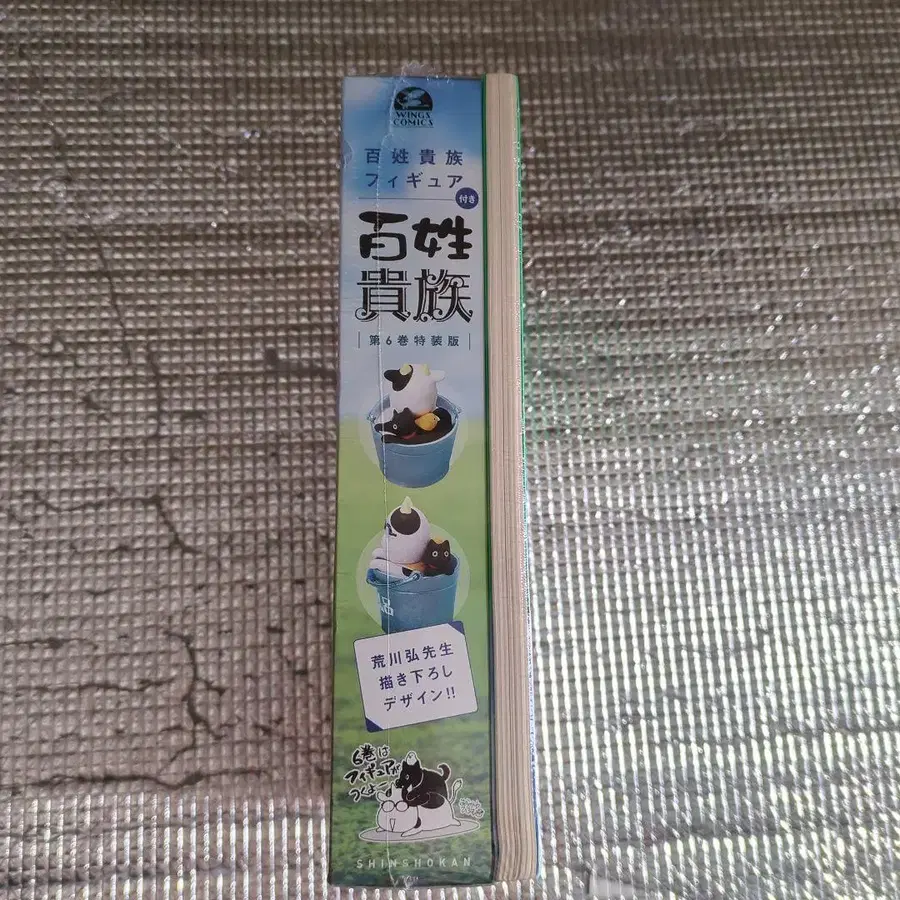 WINGS
COMICS
百姓貴族
フィギュア
付き
百姓
貴族
第6巻特装版
荒川弘先生
描き下ろし
デザイン!!
6巻は
フィギュアが
つくよー
SHINSHOKAN